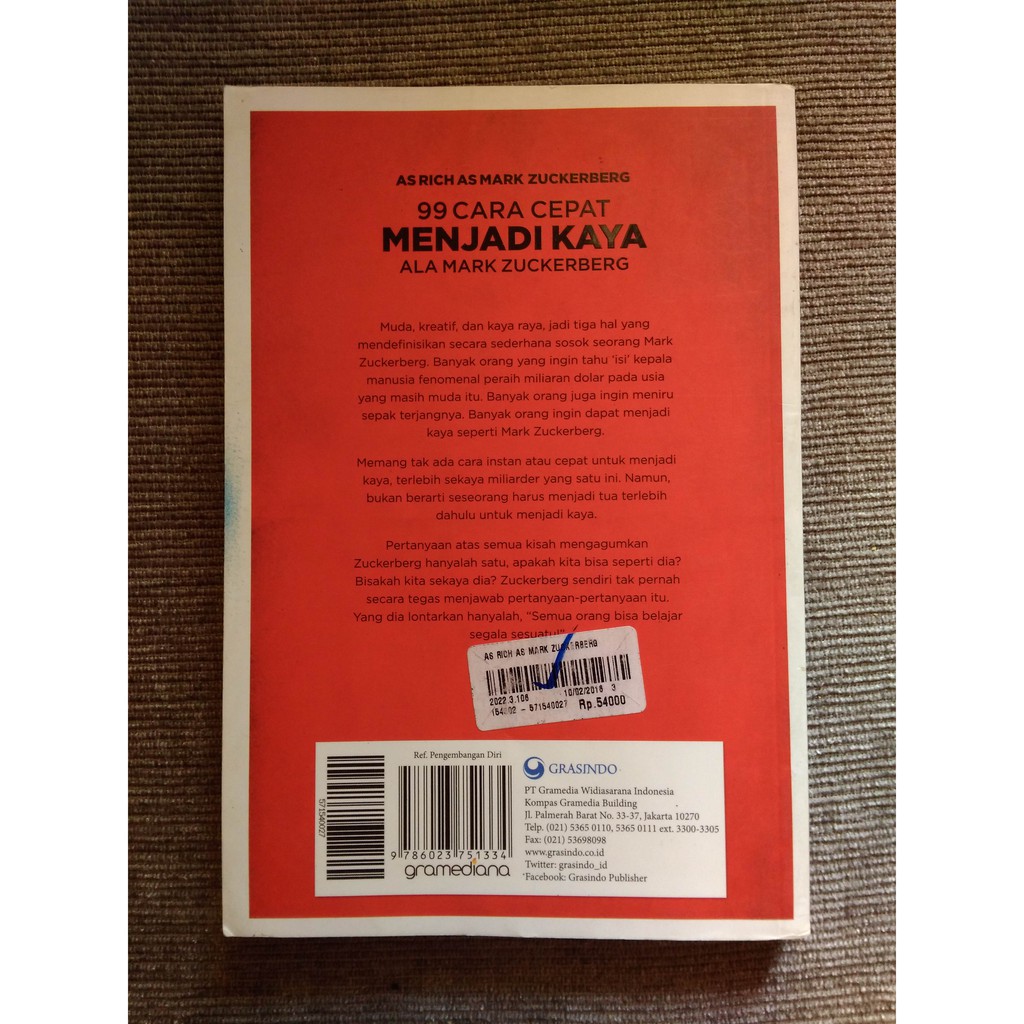 AS RICH AS MARK ZUCKERBERG
99 CARA CEPAT
MENJADI KAYA
ALA MARK ZUCKERBERG
Muda, kreatif, dan kaya raya, jadi tiga hal yang
mendefinisikan secara sederhana sosok seorang Mark
Zuckerberg. Banyak orang yang ingin tahu ‘isi’ kepala
manusia fenomenal peraih miliaran dolar pada usia
yang masih muda itu. Banyak orang juga ingin meniru
sepak terjangnya. Banyak orang ingin dapat menjadi
kaya seperti Mark Zuckerberg.
Memang tak ada cara instan atau cepat untuk menjadi
kaya, terlebih sekaya miliarder yang satu ini. Namun,
bukan berarti seseorang harus menjadi tua terlebih
dahulu untuk menjadi kaya.
Pertanyaan atas semua kisah mengagumkan
Zuckerberg hanyalah satu, apakah kita bisa seperti dia?
Bisakah kita sekaya dia? Zuckerberg sendiri tak pernah
secara tegas menjawab pertanyaan-pertanyaan itu.
Yang dia lontarkan hanyalah, “Semua orang bisa belajar
segala sesuatu!”
AS RICH AS MARK ZUCKERBERG
2022.3.106 10/02/2016 3
571540027 Rp.54000
571540027
Ref. Pengembangan Diri
9 786023 751334
gramediana
GRASINDO
PT Gramedia Widiasarana Indonesia
Kompas Gramedia Building
Jl. Palmerah Barat No. 33-37, Jakarta 10270
Telp. (021) 5365 0110, 5365 0111 ext. 3300-3305
Fax: (021) 53698098
www.grasindo.co.id
Twitter: grasindo_id
Facebook: Grasindo Publisher